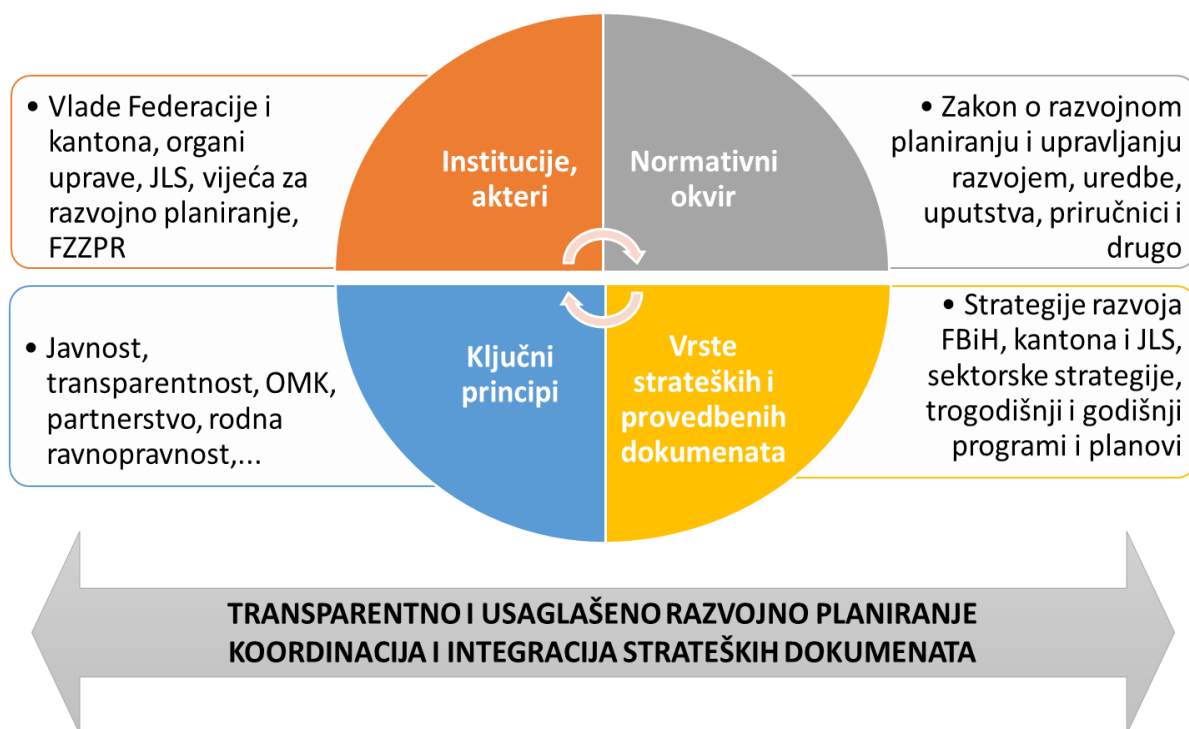 • Vlade Federacije i
kantona, organi
uprave, JLS, vijeća za
razvojno planiranje,
FZZPR
Institucije,
akteri
Normativni
okvir
• Zakon o razvojnom
planiranju i upravljanju
razvojem, uredbe,
uputstva, priručnici i
drugo
• Javnost,
transparentnost, OMK,
partnerstvo, rodna
ravnopravnost,...
Ključni
principi
Vrste
strateških i
provedbenih
dokumenata
• Strategije razvoja
FBiH, kantona i JLS,
sektorske strategije,
trogodišnji i godišnji
programi i planovi
TRANSPARENTNO I USAGLAŠENO RAZVOJNO PLANIRANJE
KOORDINACIJA I INTEGRACIJA STRATEŠKIH DOKUMENATA